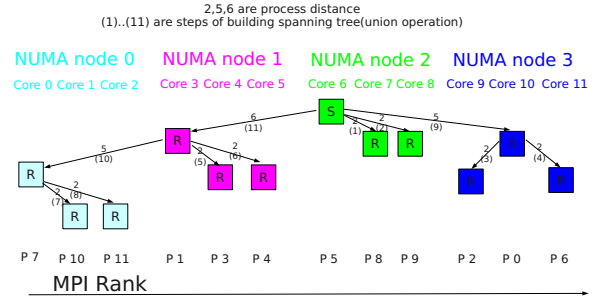 2,5,6 are process distance
(1)..(11) are steps of building spanning tree(union operation)
NUMA node 0 NUMA node 1 NUMA node 2 NUMA node 3
Core 0 Core 1 Core 2 Core 3 Core 4 Core 5 Core 6 Core 7 Core 8 Core 9 Core 10 Core 11
S
6
(11)
2
(1)
2
(2)
5
(9)
R
R
R
R
5
(10)
2
(5)
2
(6)
2
(3)
2
(4)
R
R
R
R
R
2
(7)
2
(8)
R
R
P 7 P 10 P 11 P 1 P 3 P 4 P 5 P 8 P 9 P 2 P 0 P 6
MPI Rank